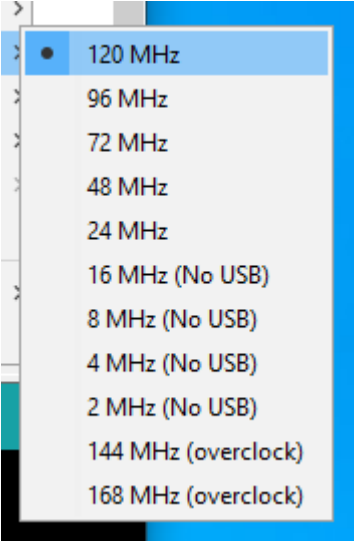 120 MHz
96 MHz
72 MHz
48 MHz
24 MHz
16 MHz (No USB)
8 MHz (No USB)
4 MHz (No USB)
2 MHz (No USB)
144 MHz (overclock)
168 MHz (overclock)